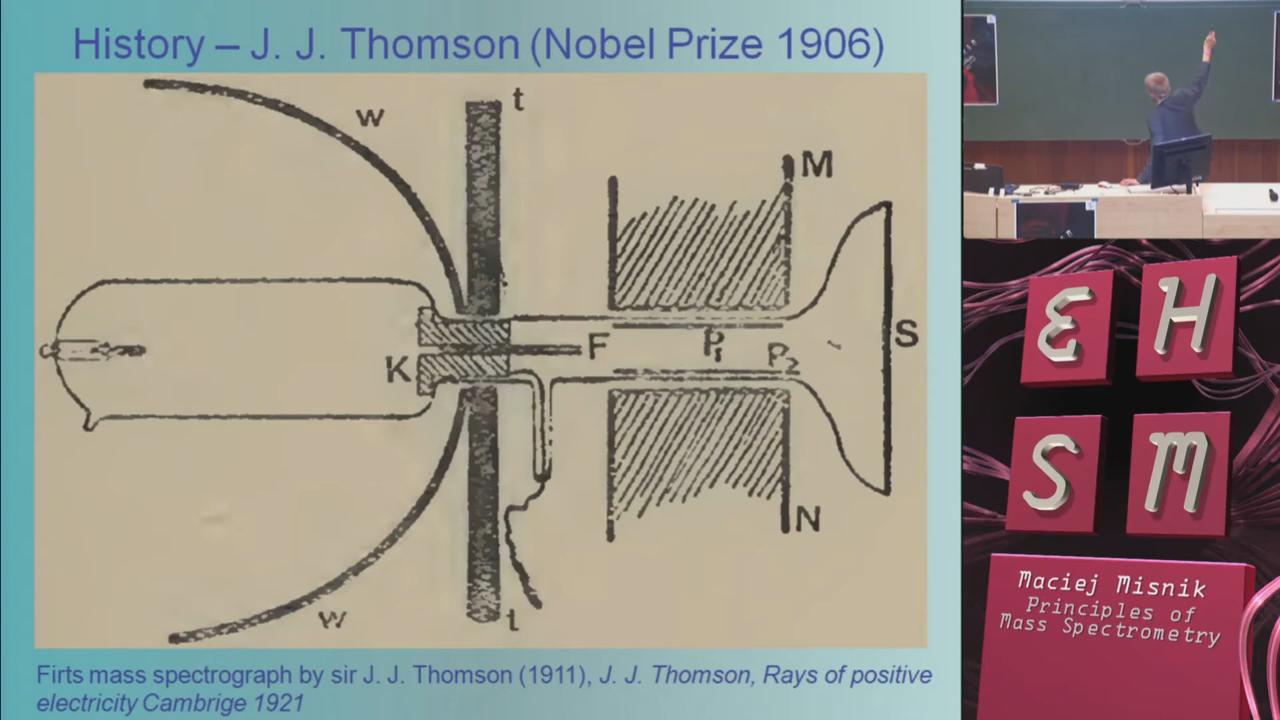 History – J. J. Thomson (Nobel Prize 1906)
w
t
M
F
P₁
P₂
S
K
N
w
t
Firts mass spectrograph by sir J. J. Thomson (1911), J. J. Thomson, Rays of positive
electricity Cambrige 1921
E H
S M
Maciej Misnik
Principles of
Mass Spectrometry